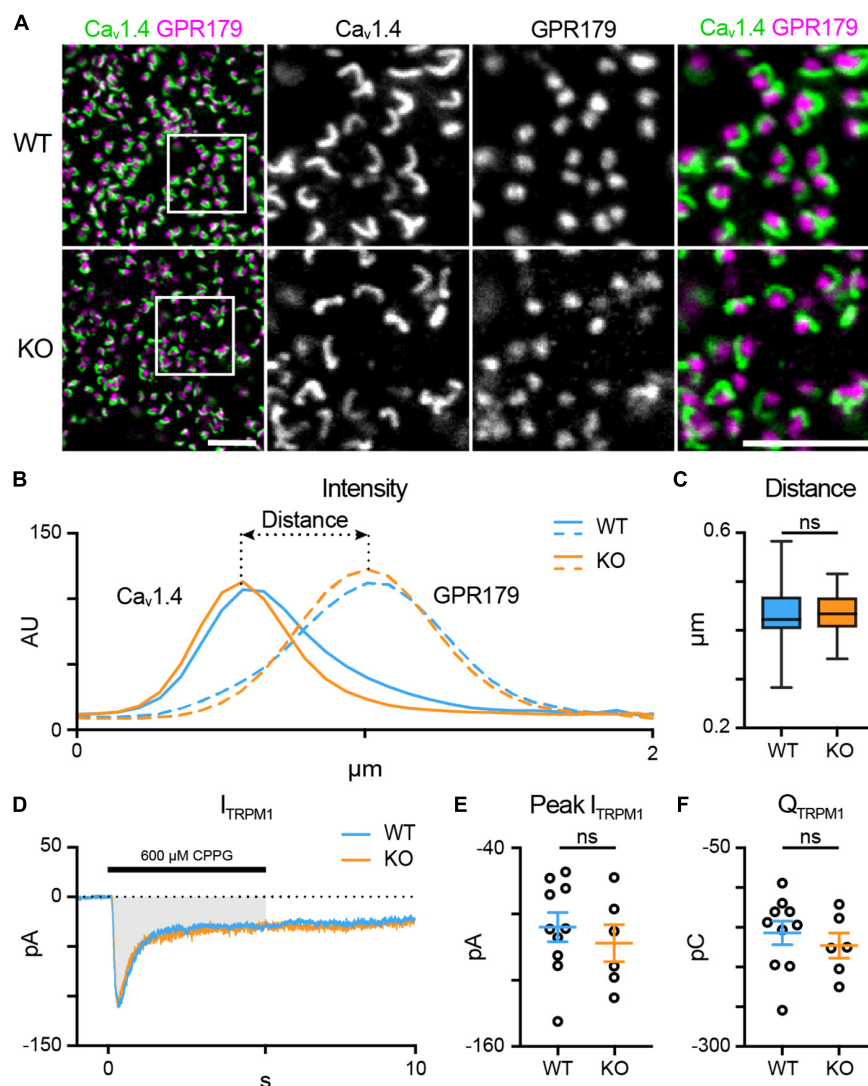 A
Cav1.4 GPR179
Cav1.4
GPR179
Cav1.4 GPR179
WT
KO
B
Intensity
150
Distance
WT
KO
Cav1.4
GPR179
AU
0
0
2
µm
C
Distance
0.6
ns
µm
0.2
WT
KO
D
ITRPM1
50
WT
KO
600 µM CPPG
0
pA
-150
0
5
10
s
E
Peak ITRPM1
-40
ns
pA
-160
WT
KO
F
QTRPM1
-50
ns
pC
-300
WT
KO